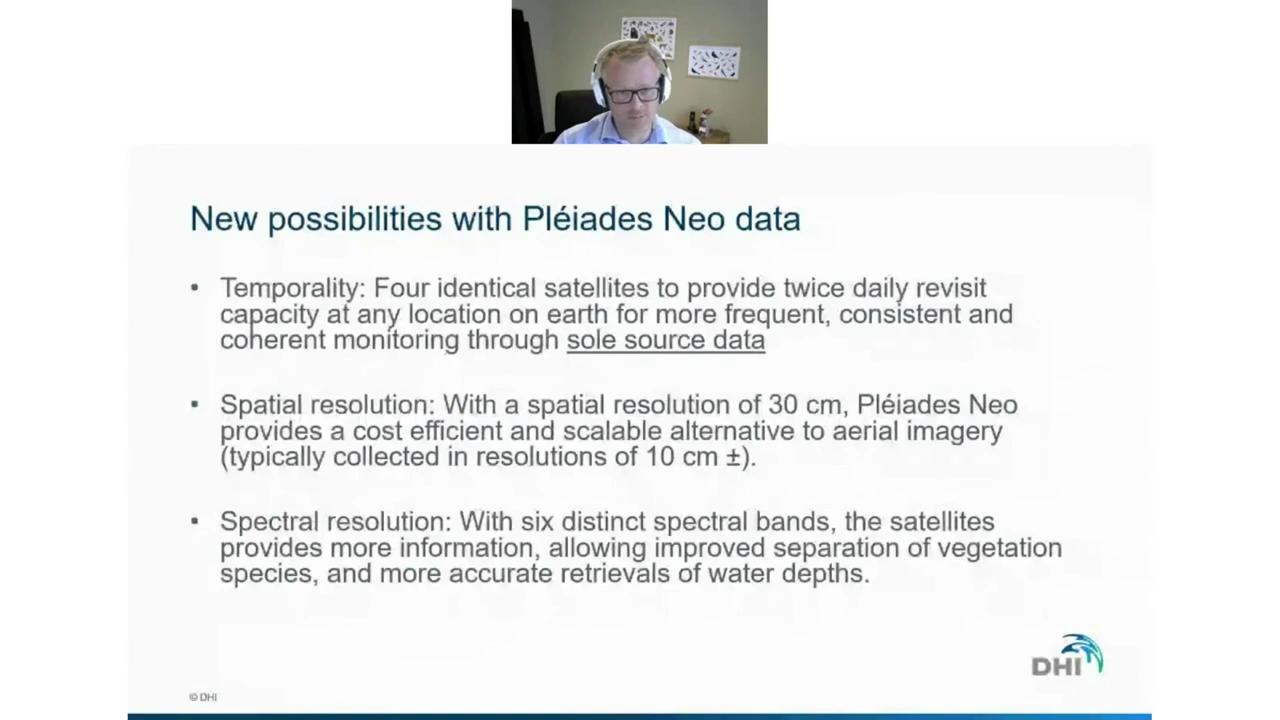 New possibilities with Pléiades Neo data
• Temporality: Four identical satellites to provide twice daily revisit
capacity at any location on earth for more frequent, consistent and
coherent monitoring through sole source data
• Spatial resolution: With a spatial resolution of 30 cm, Pléiades Neo
provides a cost efficient and scalable alternative to aerial imagery
(typically collected in resolutions of 10 cm ±).
• Spectral resolution: With six distinct spectral bands, the satellites
provides more information, allowing improved separation of vegetation
species, and more accurate retrievals of water depths.
DHI
© DHI